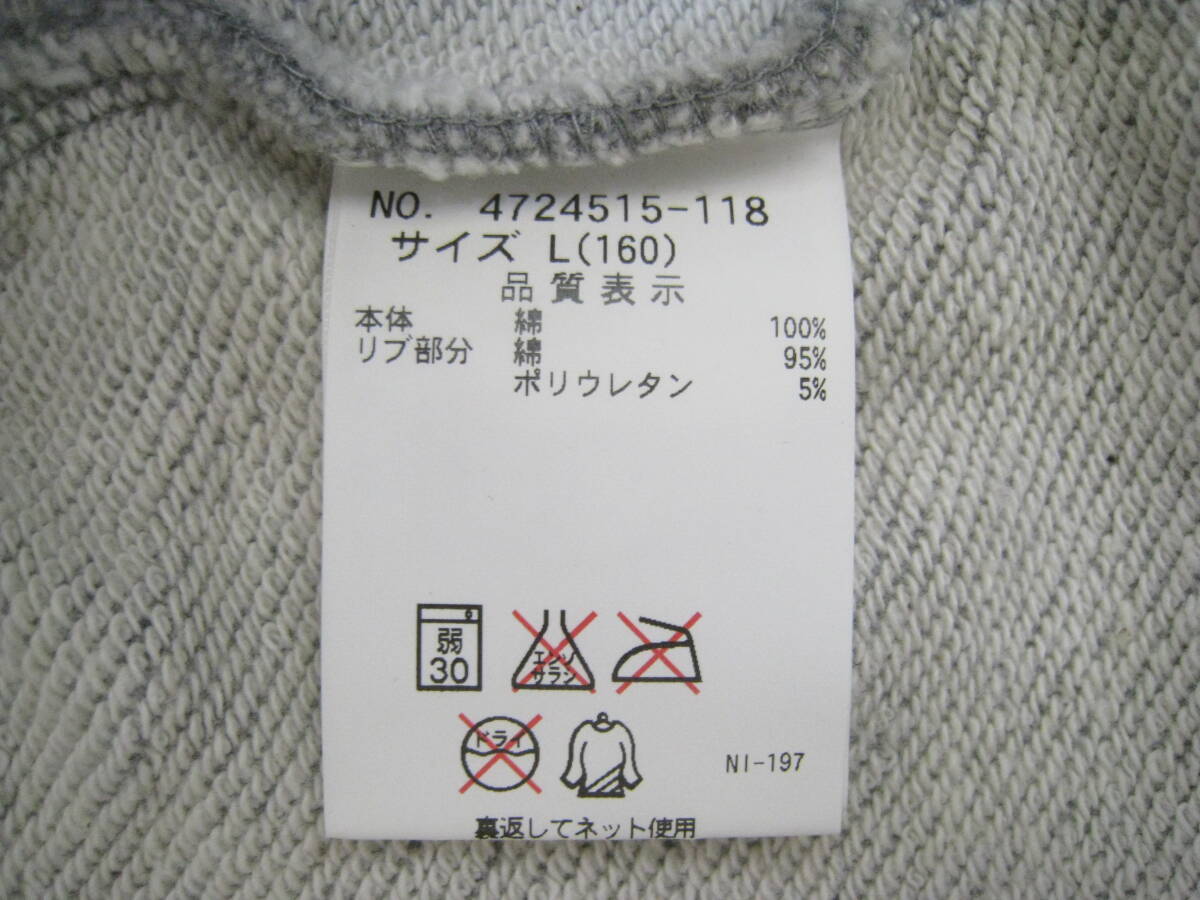 NO. 4724515-118
サイズ L(160)
品質表示
本体 綿 100%
リブ部分 綿 95%
ポリウレタン 5%
弱
30
エンソ
サラシ
ドライ
NI-197
裏返してネット使用